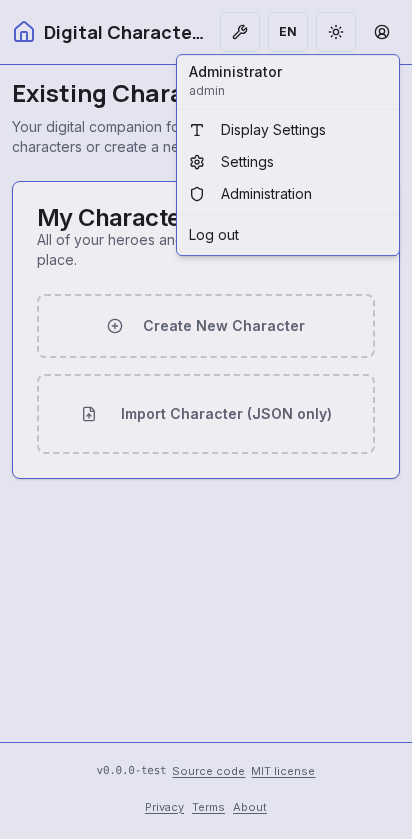 Digital Characte...
EN
Administrator
admin
Display Settings
Settings
Administration
Log out
Existing Chara
Your digital companion fo
characters or create a ne
My Characte
All of your heroes an
place.
Create New Character
Import Character (JSON only)
v0.0.0-test Source code MIT license
Privacy Terms About